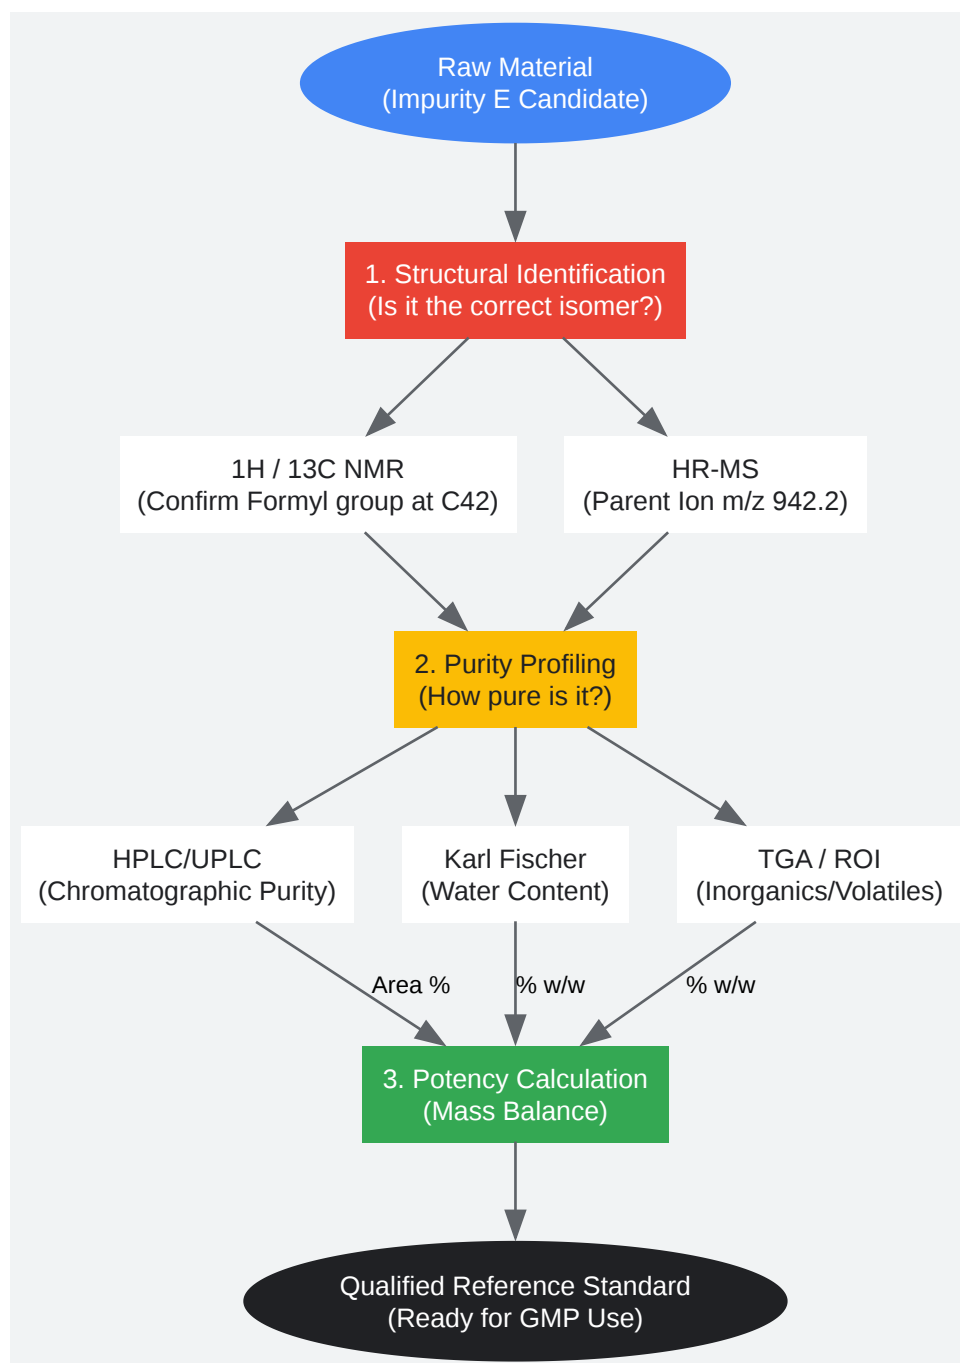 Raw Material
(Impurity E Candidate)
1. Structural Identification
(Is it the correct isomer?)
1H / 13C NMR
(Confirm Formyl group at C42)
HR-MS
(Parent Ion m/z 942.2)
2. Purity Profiling
(How pure is it?)
HPLC/UPLC
(Chromatographic Purity)
Karl Fischer
(Water Content)
TGA / ROI
(Inorganics/Volatiles)
Area %
% w/w
% w/w
3. Potency Calculation
(Mass Balance)
Qualified Reference Standard
(Ready for GMP Use)